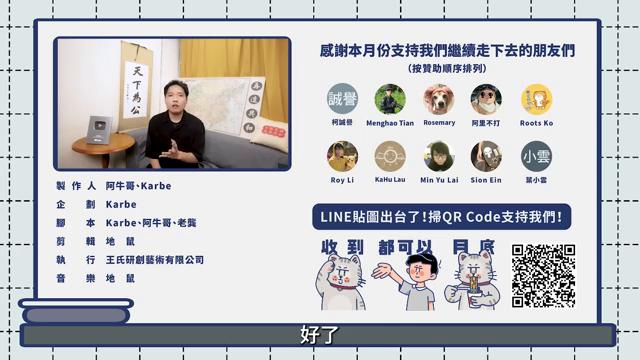 天下為公
再造共和
感謝本月份支持我們繼續走下去的朋友們
(按贊助順序排列)
誠譽
柯誠譽
Menghao Tian
Rosemary
阿里不打
Roots Ko
Roy Li
KaHu Lau
Min Yu Lai
Sion Ein
小雲
葉小雲
製作人 阿牛哥、Karbe
企劃 Karbe
腳本 Karbe、阿牛哥、老龔
剪輯 地鼠
執行 王氏研創藝術有限公司
音樂 地鼠
LINE貼圖出台了!掃QR Code支持我們!
收到 都可以 目底
好了